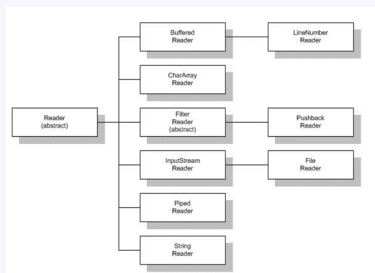 Buffered
Reader
LineNumber
Reader
CharArray
Reader
Reader
(abstract)
Filter
Reader
(abstract)
Pushback
Reader
InputStream
Reader
File
Reader
Piped
Reader
String
Reader